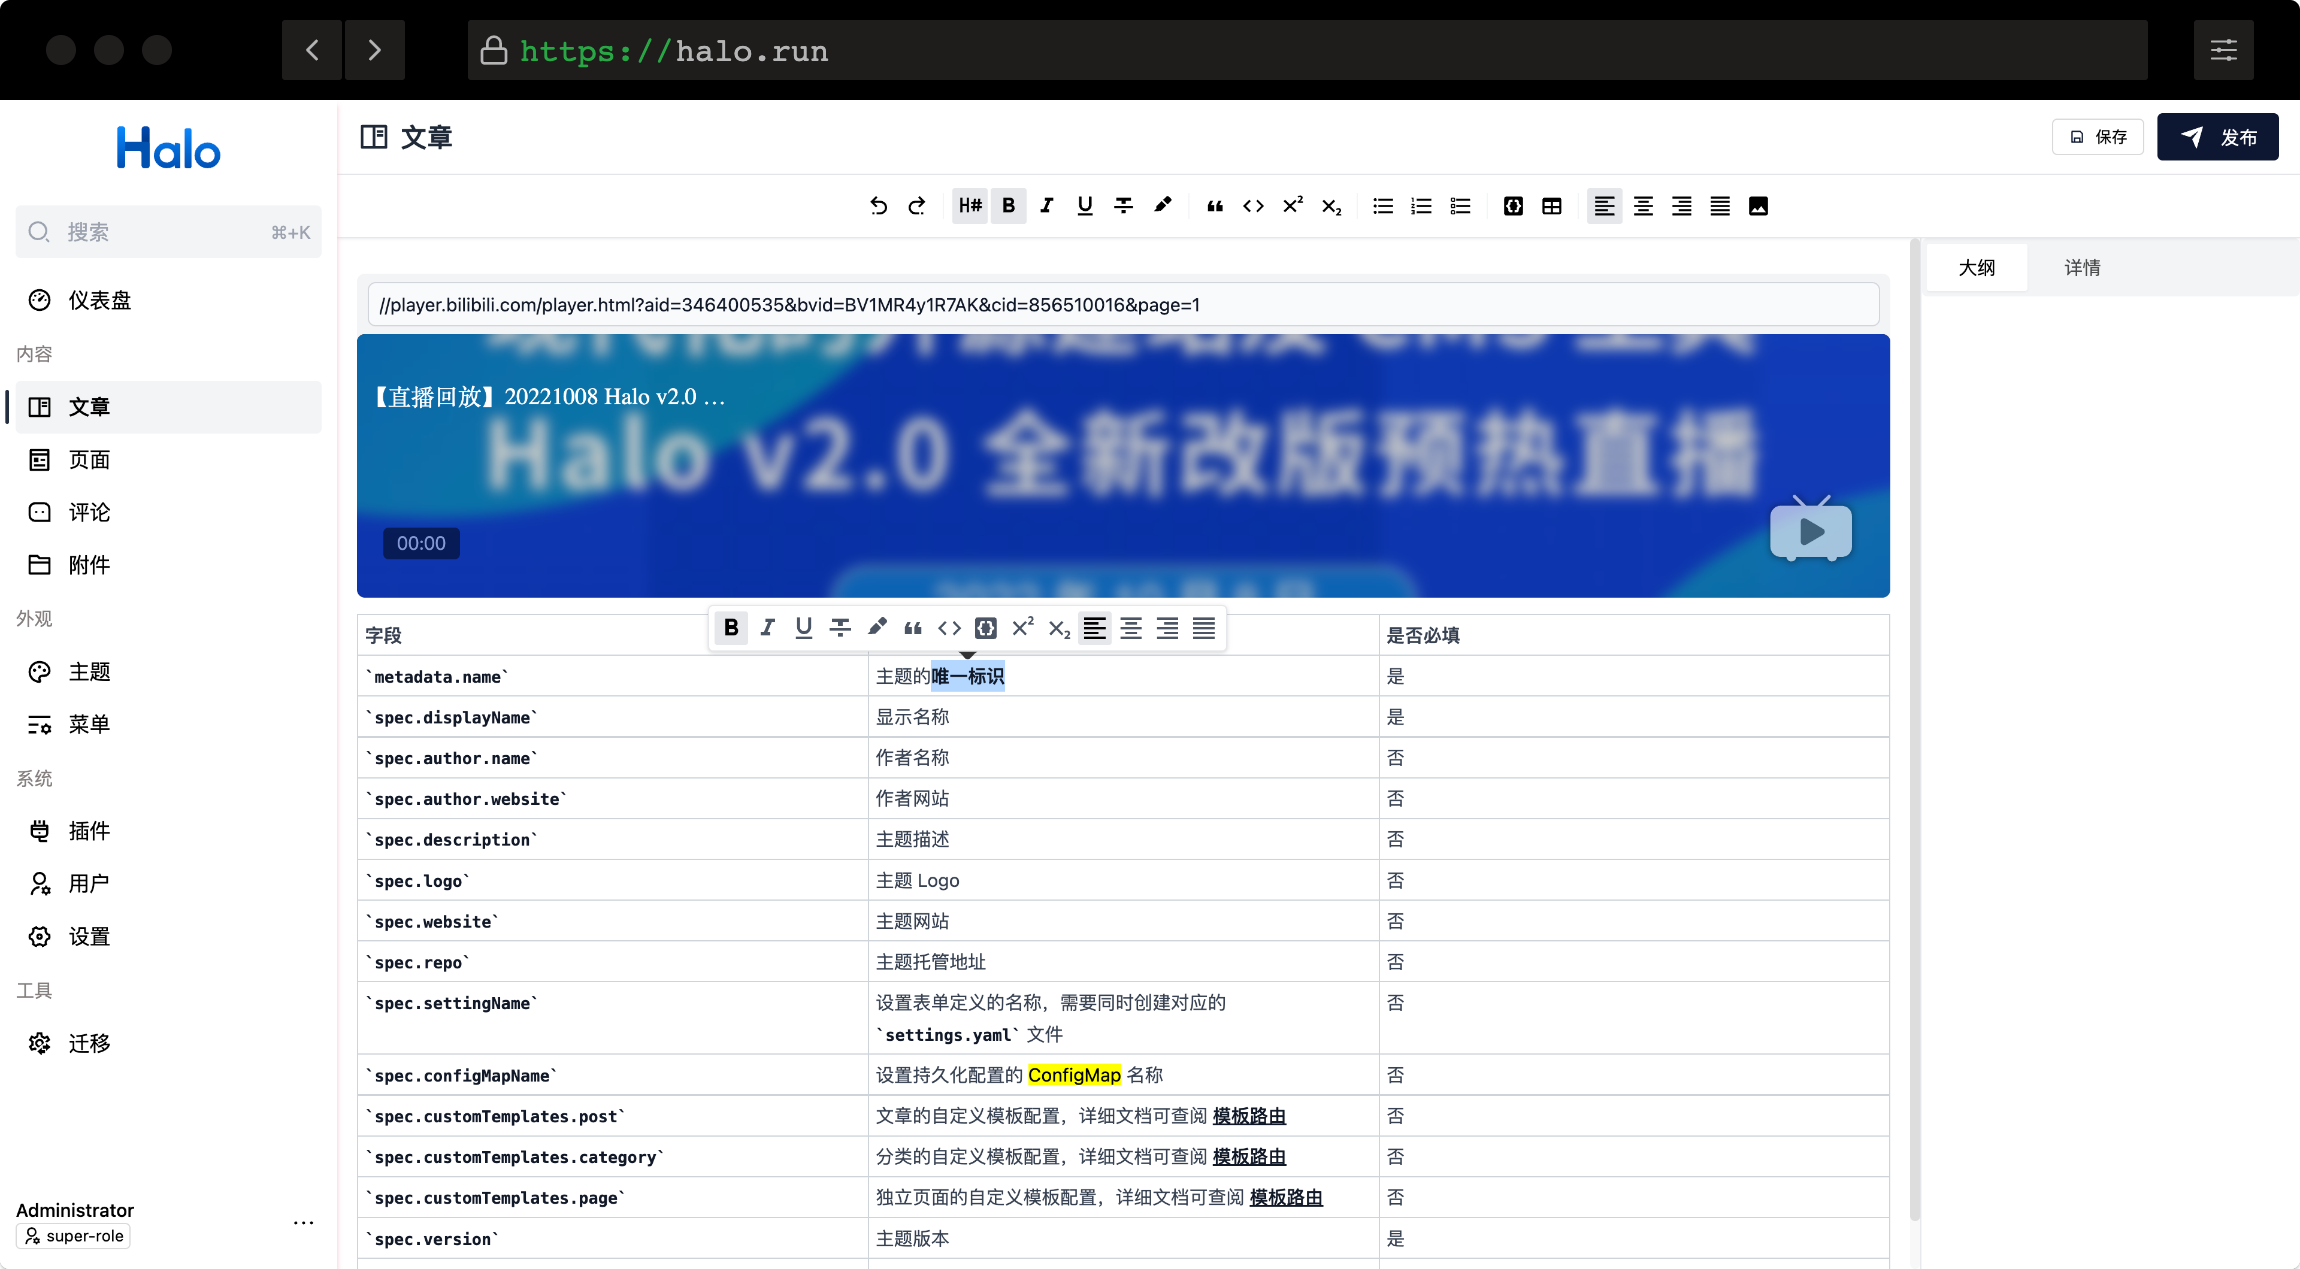 https://halo.run
Halo
搜索 ⌘+K
仪表盘
内容
文章
页面
评论
附件
外观
主题
菜单
系统
插件
用户
设置
工具
迁移
Administrator
super-role
文章
保存
发布
H# B I U
大纲
详情
//player.bilibili.com/player.html?aid=346400535&bvid=BV1MR4y1R7AK&cid=856510016&page=1
【直播回放】20221008 Halo v2.0 …
Halo v2.0 全新改版预热直播
00:00
B I U
字段 是否必填
`metadata.name` 主题的唯一标识 是
`spec.displayName` 显示名称 是
`spec.author.name` 作者名称 否
`spec.author.website` 作者网站 否
`spec.description` 主题描述 否
`spec.logo` 主题 Logo 否
`spec.website` 主题网站 否
`spec.repo` 主题托管地址 否
`spec.settingName` 设置表单定义的名称，需要同时创建对应的 否
`settings.yaml` 文件
`spec.configMapName` 设置持久化配置的 ConfigMap 名称 否
`spec.customTemplates.post` 文章的自定义模板配置，详细文档可查阅 模板路由 否
`spec.customTemplates.category` 分类的自定义模板配置，详细文档可查阅 模板路由 否
`spec.customTemplates.page` 独立页面的自定义模板配置，详细文档可查阅 模板路由 否
`spec.version` 主题版本 是